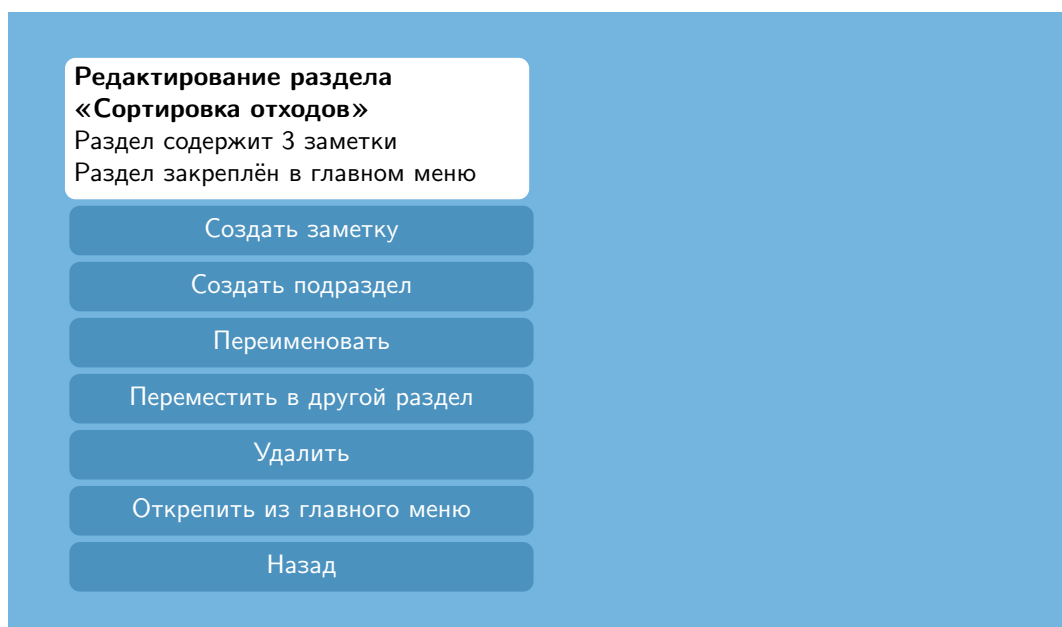 Редактирование раздела
«Сортировка отходов»
Раздел содержит 3 заметки
Раздел закреплён в главном меню
Создать заметку
Создать подраздел
Переименовать
Переместить в другой раздел
Удалить
Открепить из главного меню
Назад